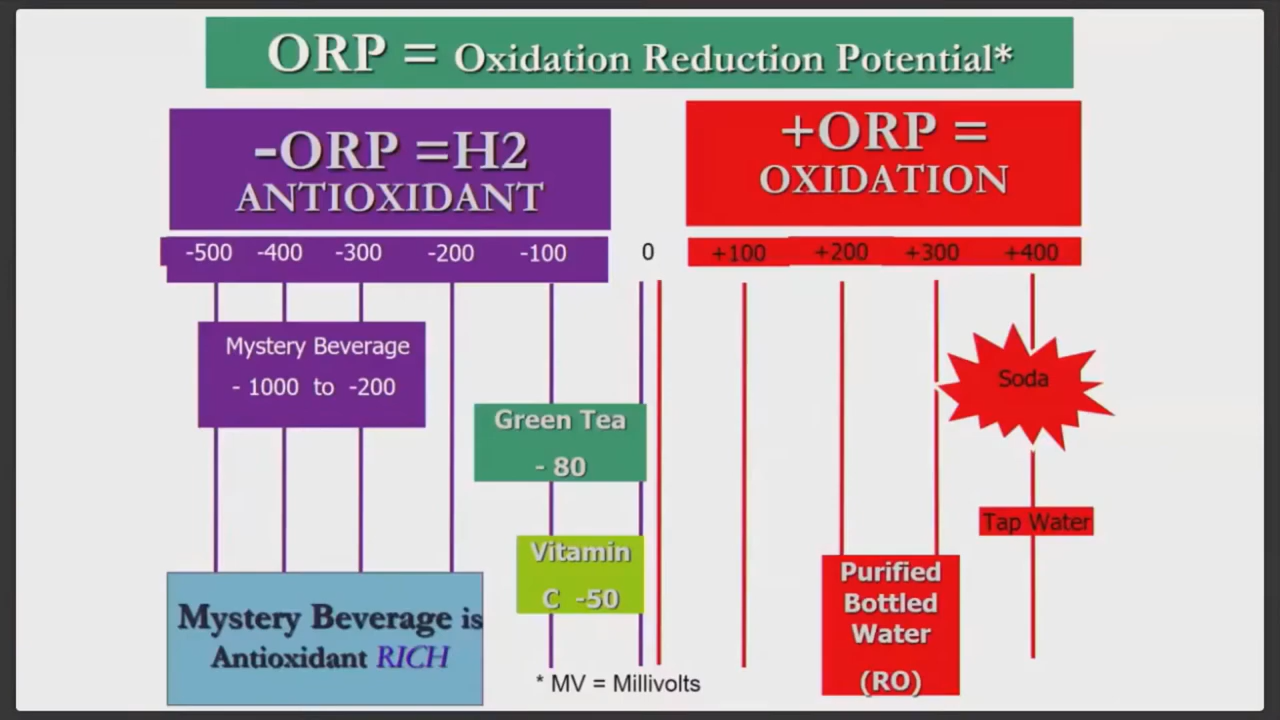 ORP = Oxidation Reduction Potential*
-ORP =H2
ANTIOXIDANT
+ORP =
OXIDATION
-500 -400 -300 -200 -100 0 +100 +200 +300 +400
Mystery Beverage
- 1000 to -200
Soda
Green Tea
- 80
Tap Water
Vitamin
C -50
Purified
Bottled
Water
(RO)
Mystery Beverage is
Antioxidant RICH
* MV = Millivolts